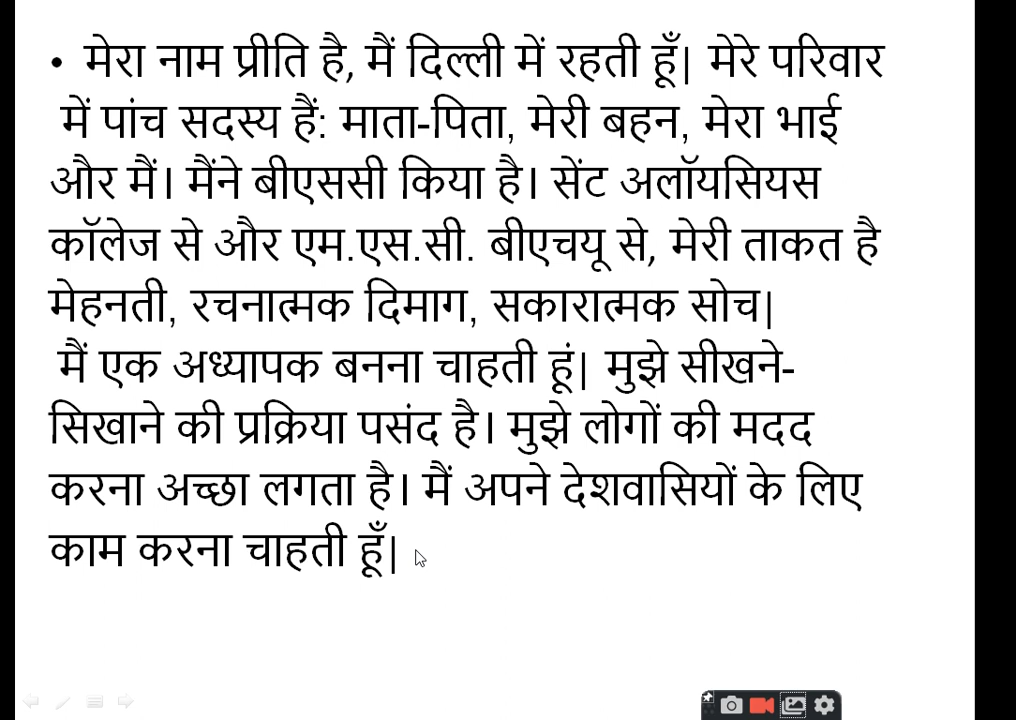 • मेरा नाम प्रीति है, मैं दिल्ली में रहती हूँ| मेरे परिवार
में पांच सदस्य हैं: माता-पिता, मेरी बहन, मेरा भाई
और मैं। मैंने बीएससी किया है। सेंट अलॉयसियस
कॉलेज से और एम.एस.सी. बीएचयू से, मेरी ताकत है
मेहनती, रचनात्मक दिमाग, सकारात्मक सोच|
मैं एक अध्यापक बनना चाहती हूं| मुझे सीखने-
सिखाने की प्रक्रिया पसंद है। मुझे लोगों की मदद
करना अच्छा लगता है। मैं अपने देशवासियों के लिए
काम करना चाहती हूँ|